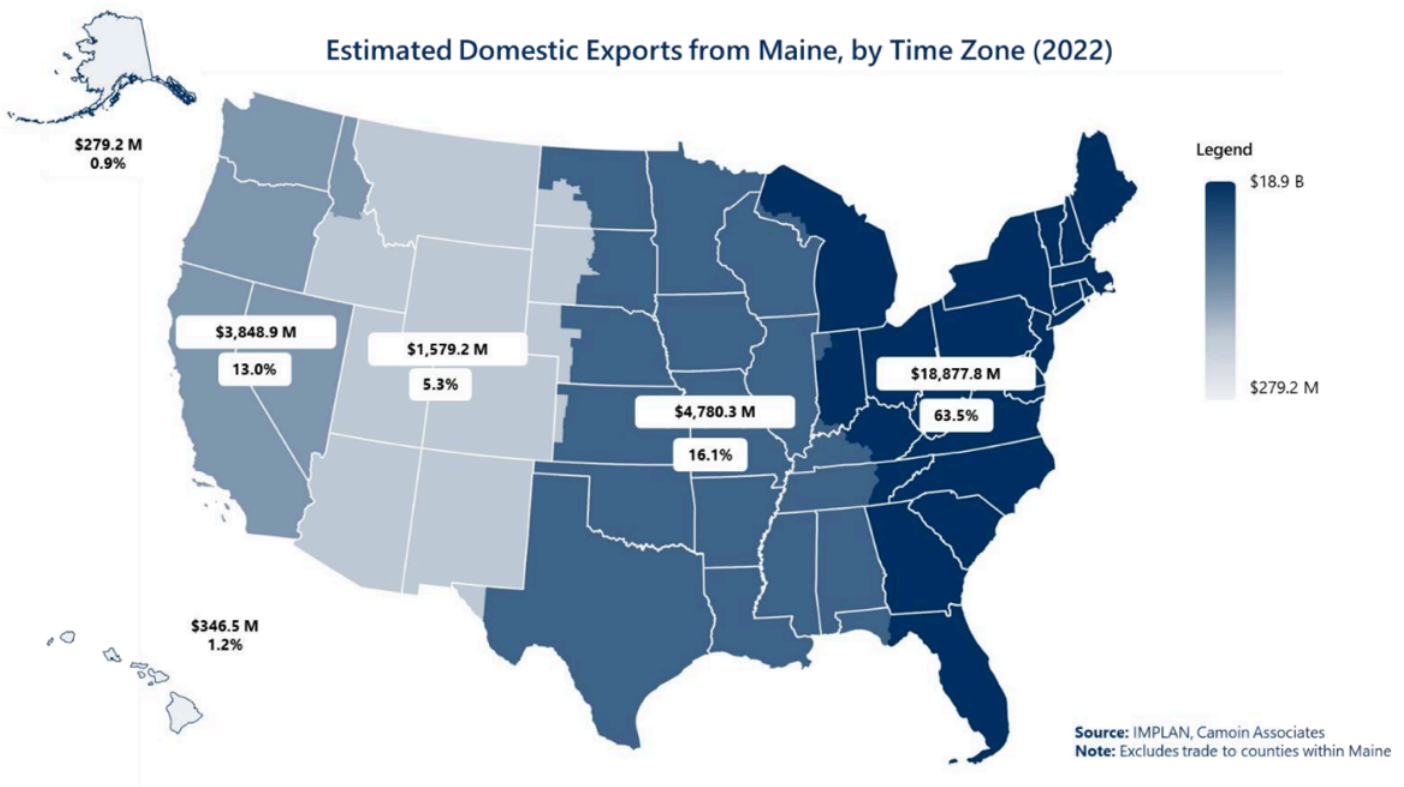 Estimated Domestic Exports from Maine, by Time Zone (2022)
$279.2 M
0.9%
Legend
$18.9 B
$279.2 M
$3,848.9 M
13.0%
$1,579.2 M
5.3%
$4,780.3 M
16.1%
$18,877.8 M
63.5%
$346.5 M
1.2%
Source: IMPLAN, Camoin Associates
Note: Excludes trade to counties within Maine